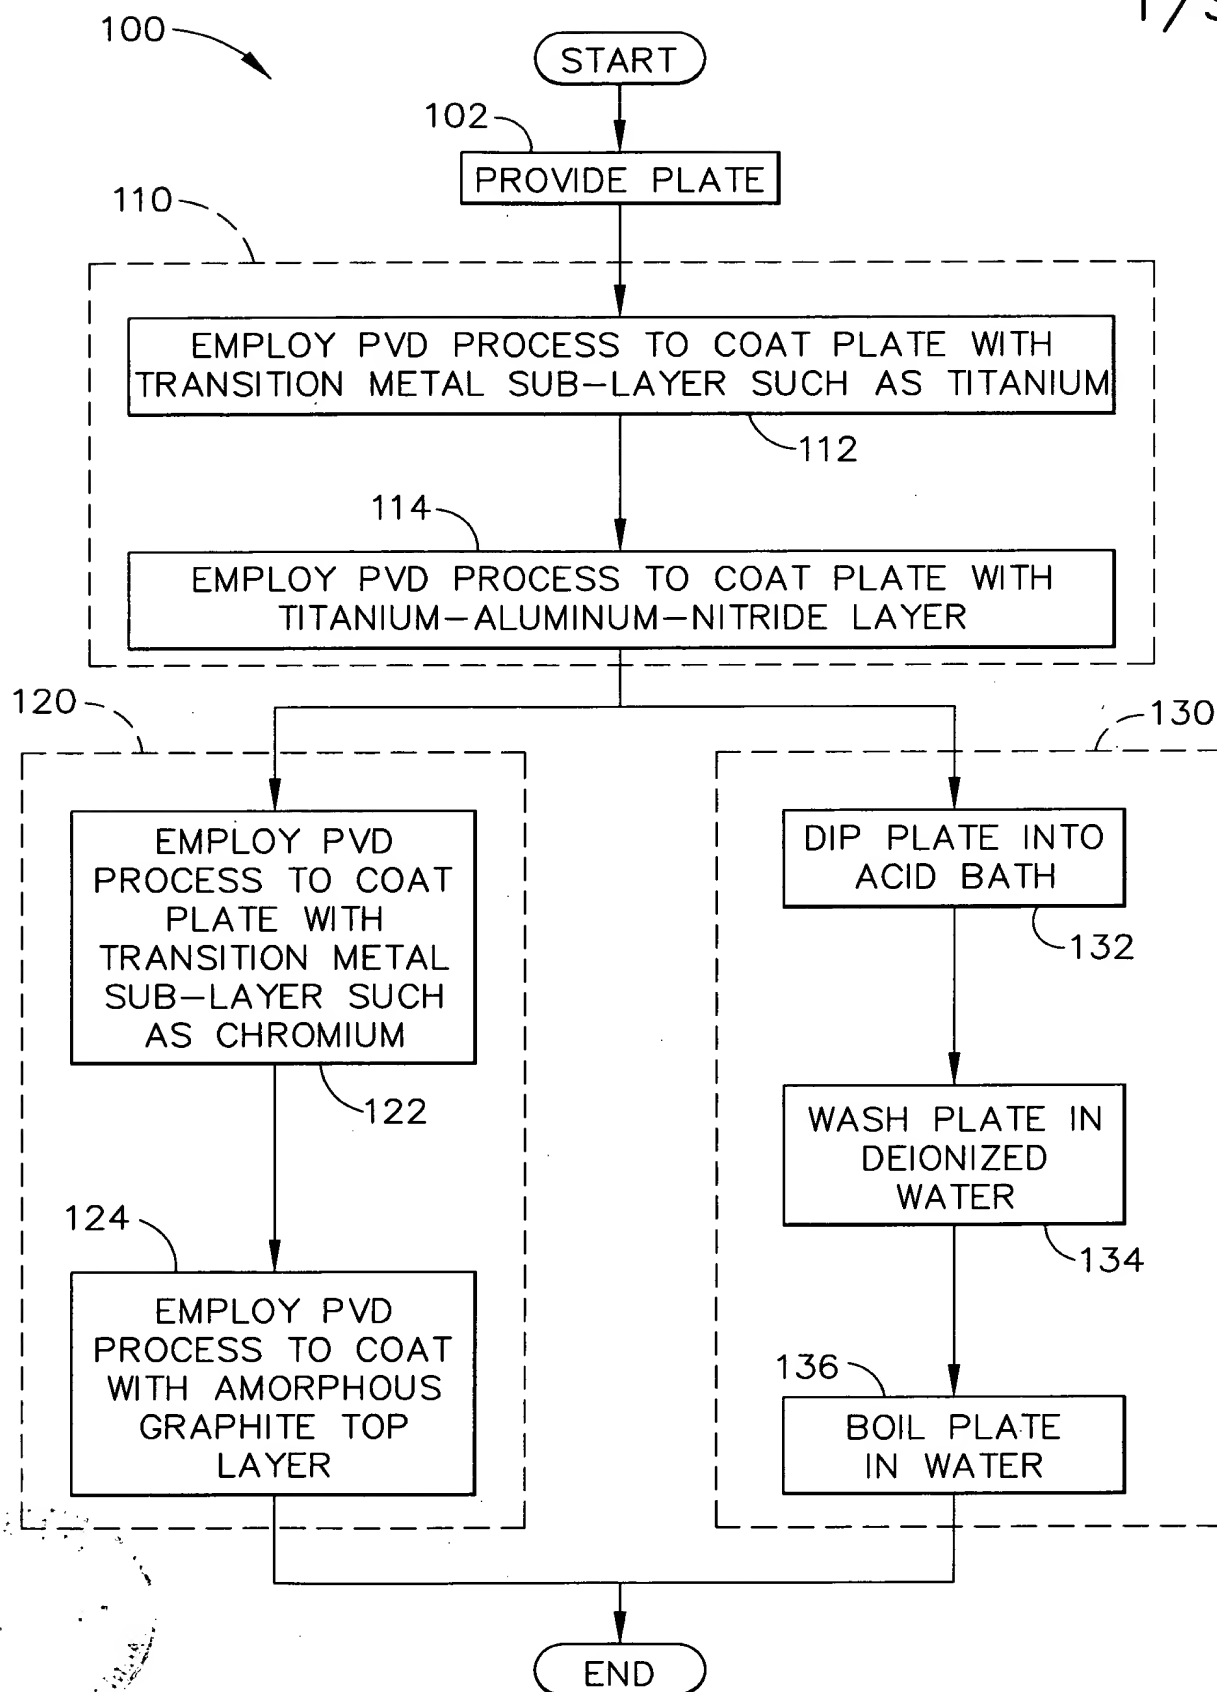 1/3
100
START
102
PROVIDE PLATE
110
EMPLOY PVD PROCESS TO COAT PLATE WITH
TRANSITION METAL SUB-LAYER SUCH AS TITANIUM
112
114
EMPLOY PVD PROCESS TO COAT PLATE WITH
TITANIUM-ALUMINUM-NITRIDE LAYER
120
130
EMPLOY PVD
PROCESS TO COAT
PLATE WITH
TRANSITION METAL
SUB-LAYER SUCH
AS CHROMIUM
122
DIP PLATE INTO
ACID BATH
132
WASH PLATE IN
DEIONIZED
WATER
134
124
EMPLOY PVD
PROCESS TO COAT
WITH AMORPHOUS
GRAPHITE TOP
LAYER
136
BOIL PLATE
IN WATER
END